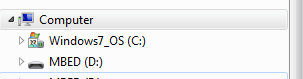 Computer
Windows7_OS (C:)
MBED (D:)